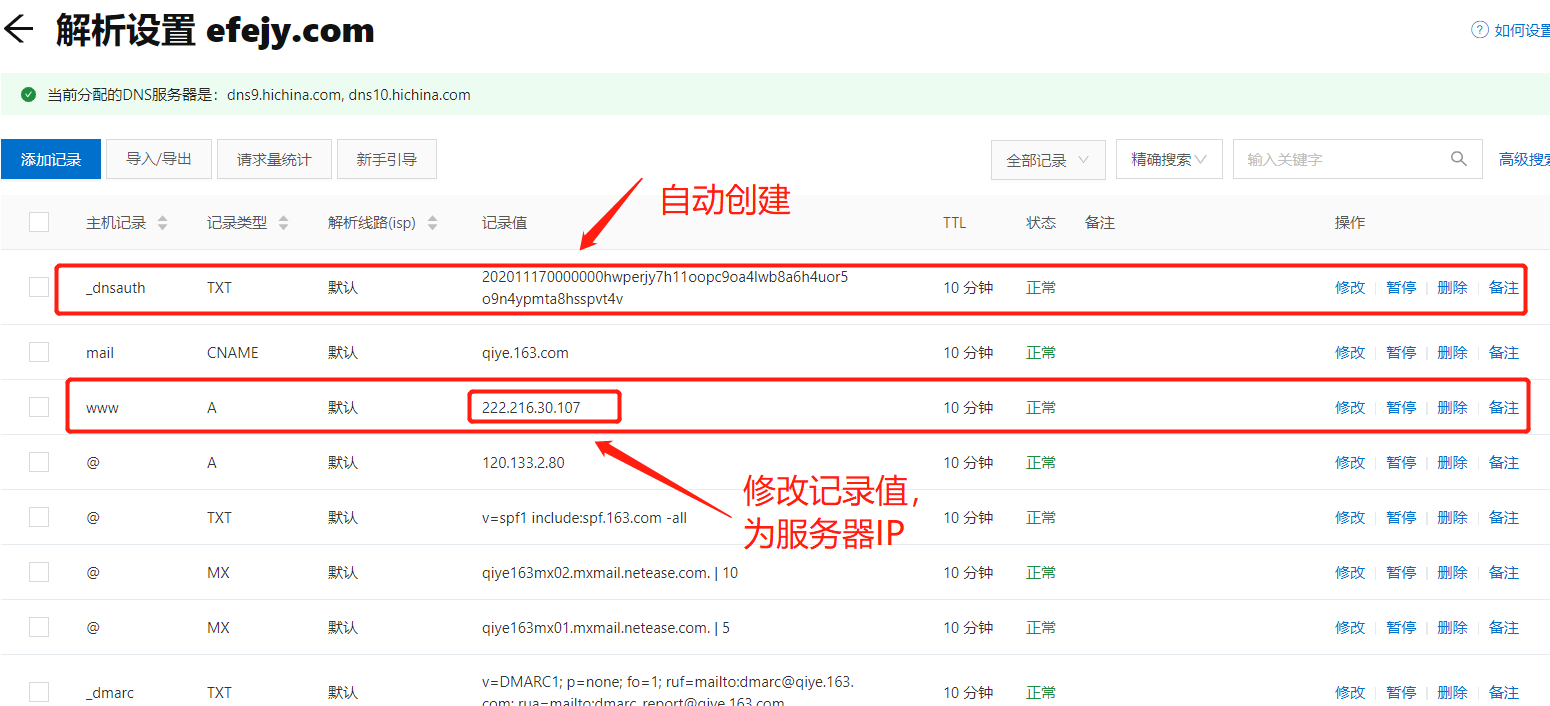 解析设置 efejy.com
如何设置
当前分配的DNS服务器是：dns9.hichina.com, dns10.hichina.com
添加记录 导入/导出 请求量统计 新手引导 全部记录 精确搜索 输入关键字 高级搜索
自动创建
主机记录 记录类型 解析线路(isp) 记录值 TTL 状态 备注 操作
202011170000000hwperjy7h11oopc9oa4lwb8a6h4uor5
_dnsauth TXT 默认 10 分钟 正常 修改 暂停 删除 备注
o9n4ypmta8hsspvt4v
mail CNAME 默认 qiye.163.com 10 分钟 正常 修改 暂停 删除 备注
www A 默认 222.216.30.107 10 分钟 正常 修改 暂停 删除 备注
@ A 默认 120.133.2.80 10 分钟 正常 修改 暂停 删除 备注
修改记录值，
为服务器IP
@ TXT 默认 v=spf1 include:spf.163.com -all 10 分钟 正常 修改 暂停 删除 备注
@ MX 默认 qiye163mx02.mxmail.netease.com. | 10 10 分钟 正常 修改 暂停 删除 备注
@ MX 默认 qiye163mx01.mxmail.netease.com. | 5 10 分钟 正常 修改 暂停 删除 备注
v=DMARC1; p=none; fo=1; ruf=mailto:dmarc@qiye.163.
_dmarc TXT 默认 10 分钟 正常 修改 暂停 删除 备注
com; rua=mailto:dmarc_report@qiye.163.com